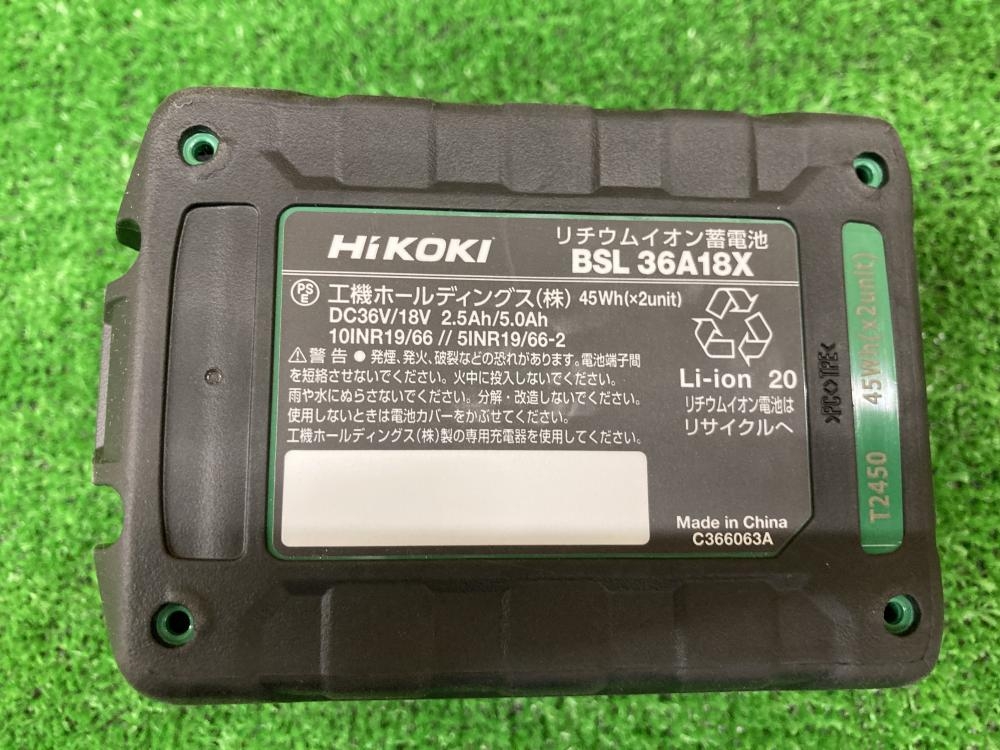 HiKOKI
リチウムイオン蓄電池
BSL 36A18X
PS
E
工機ホールディングス(株) 45Wh(×2unit)
DC36V/18V 2.5Ah/5.0Ah
10INR19/66 // 5INR19/66-2
⚠警告 ● 発煙、発火、破裂などの恐れがあります。電池端子間
を短絡させないでください。火中に投入しないでください。
雨や水にぬらさないでください。分解・改造しないでください。
使用しないときは電池カバーをかぶせてください。
工機ホールディングス(株)製の専用充電器を使用してください。
Li-ion 20
リチウムイオン電池は
リサイクルへ
Made in China
C366063A
>PC<>TPE<
T2450 45Wh(x2unit)